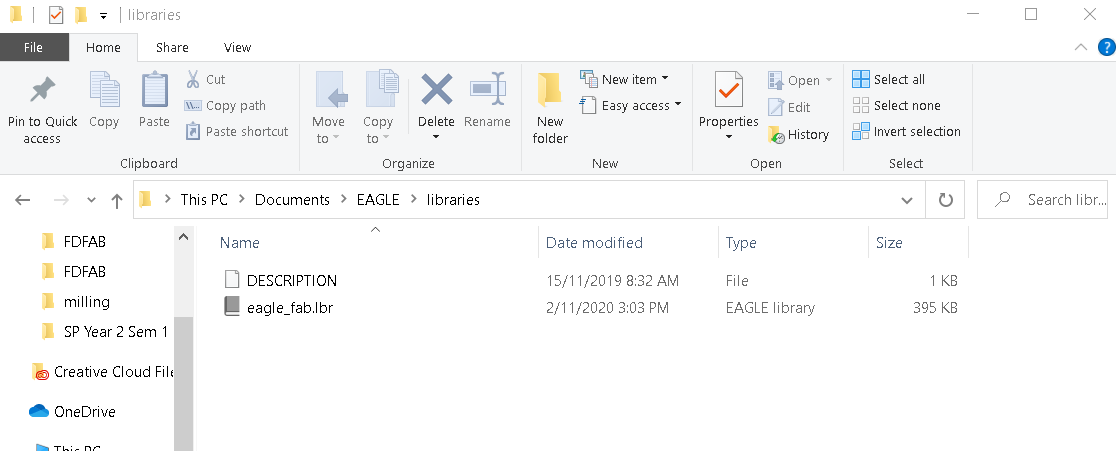 libraries
File Home Share View
Pin to Quick access
Copy
Paste
Cut
Copy path
Paste shortcut
Clipboard
Move to
Copy to
Delete
Rename
Organize
New folder
New item
Easy access
New
Properties
Open
Edit
History
Open
Select all
Select none
Invert selection
Select
This PC > Documents > EAGLE > libraries
Search libr...
FDFAB
FDFAB
milling
SP Year 2 Sem 1
Creative Cloud File
OneDrive
This PC
Name Date modified Type Size
DESCRIPTION 15/11/2019 8:32 AM File 1 KB
eagle_fab.lbr 2/11/2020 3:03 PM EAGLE library 395 KB